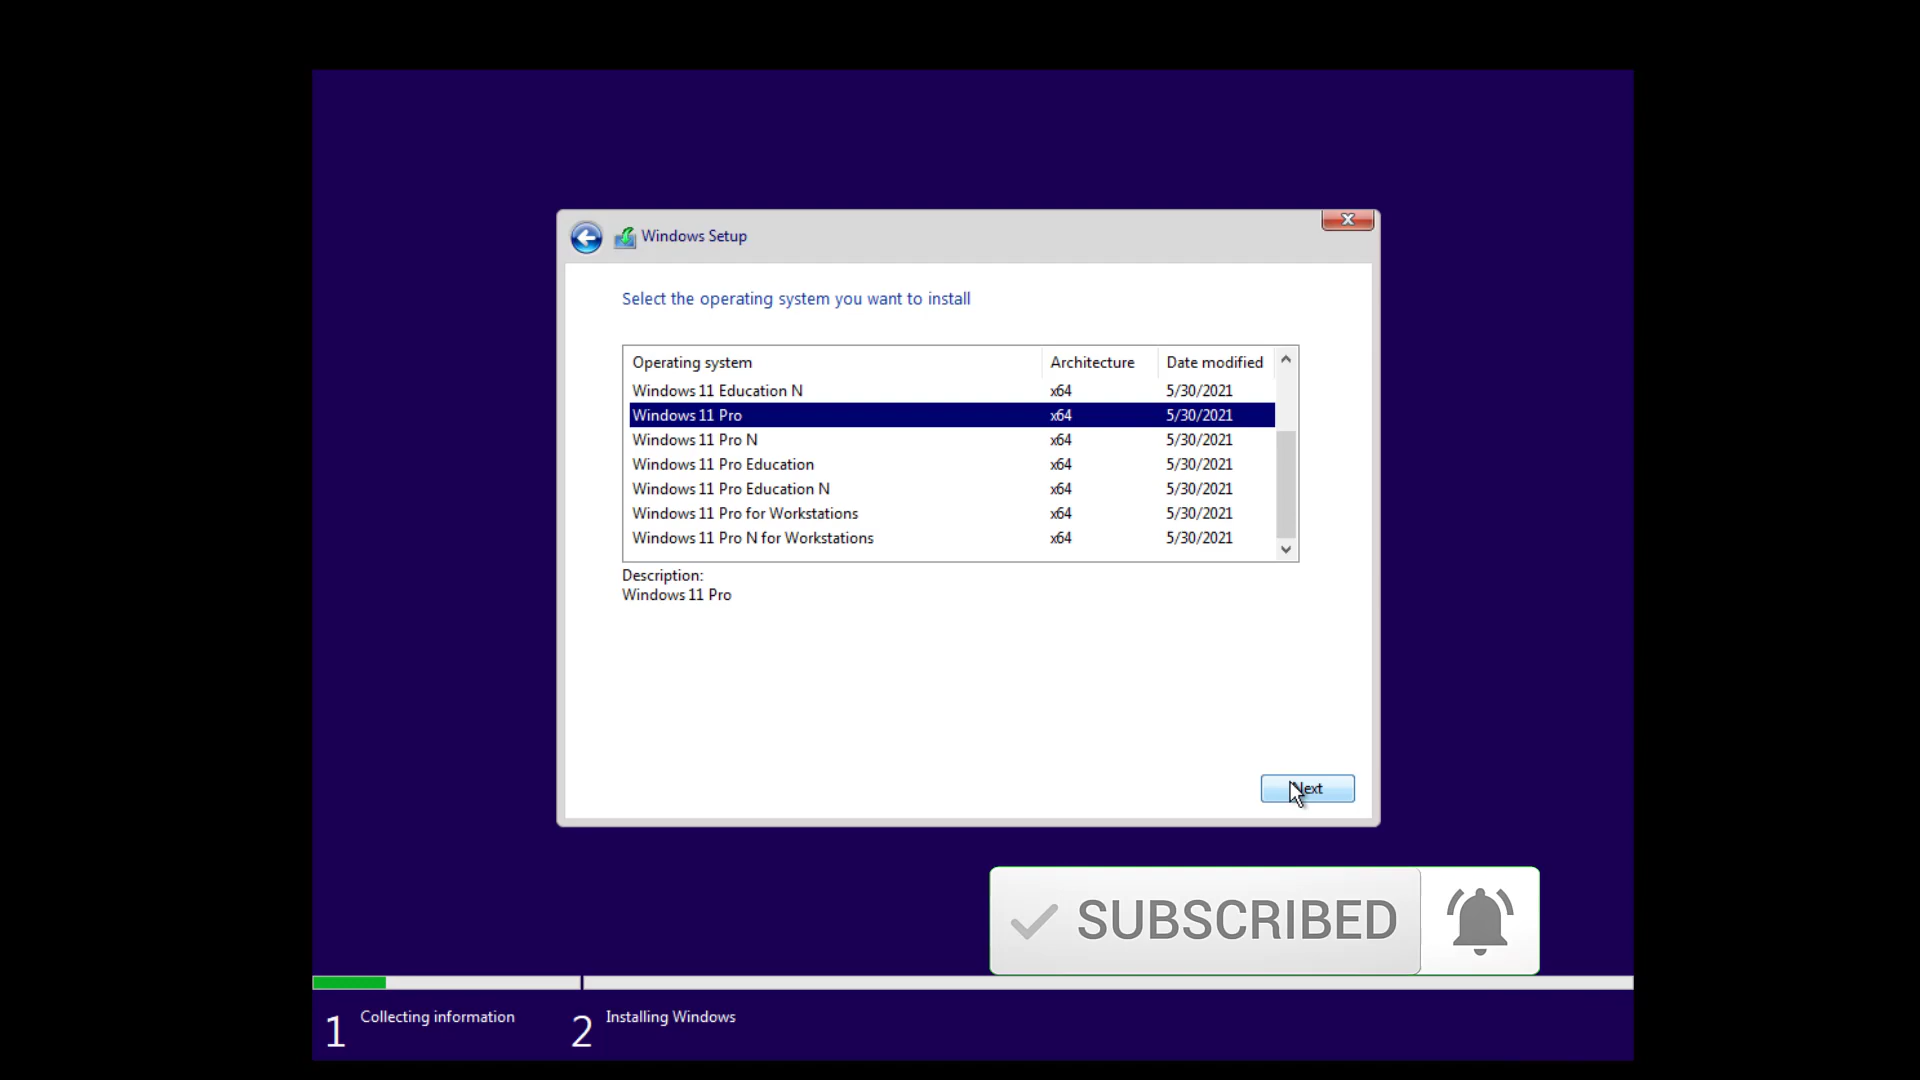 Windows Setup
Select the operating system you want to install
Operating system Architecture Date modified
Windows 11 Education N x64 5/30/2021
Windows 11 Pro x64 5/30/2021
Windows 11 Pro N x64 5/30/2021
Windows 11 Pro Education x64 5/30/2021
Windows 11 Pro Education N x64 5/30/2021
Windows 11 Pro for Workstations x64 5/30/2021
Windows 11 Pro N for Workstations x64 5/30/2021
Description:
Windows 11 Pro
Next
SUBSCRIBED
1 Collecting information 2 Installing Windows